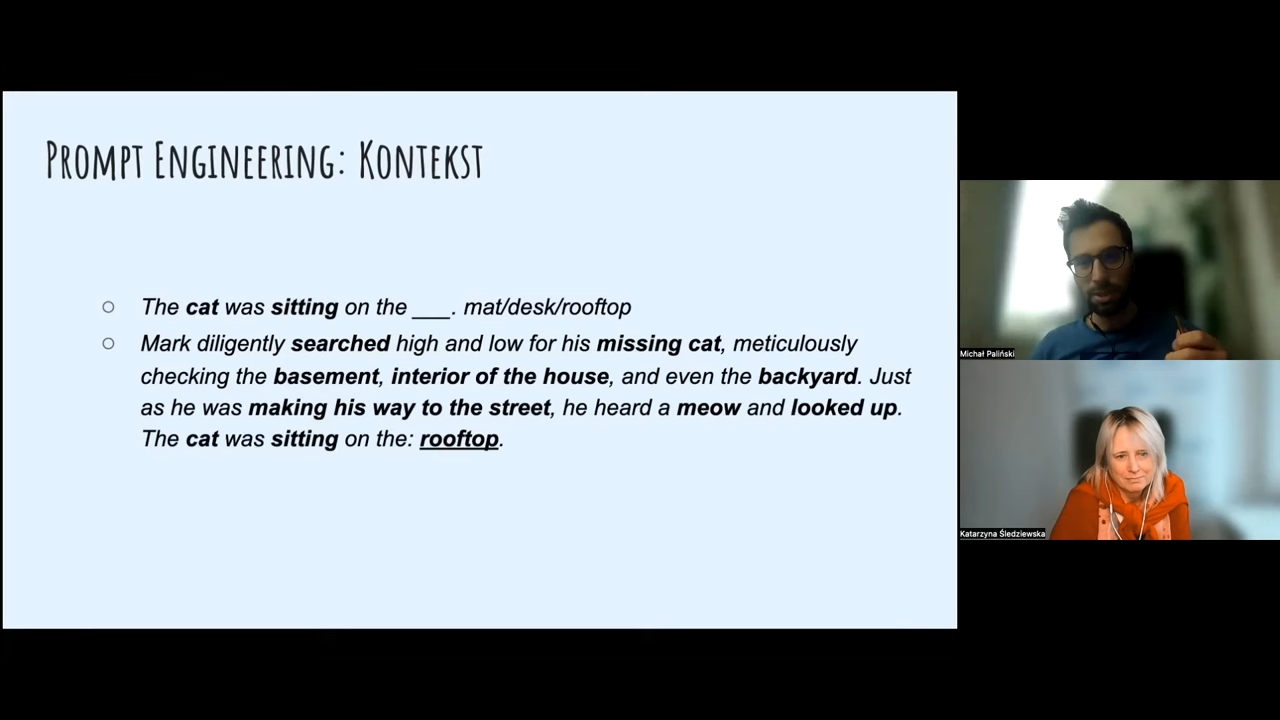 PROMPT ENGINEERING: KONTEKST
The cat was sitting on the ___. mat/desk/rooftop
Mark diligently searched high and low for his missing cat, meticulously
checking the basement, interior of the house, and even the backyard. Just
as he was making his way to the street, he heard a meow and looked up.
The cat was sitting on the: rooftop.
Michał Paliński
Katarzyna Śledziewska